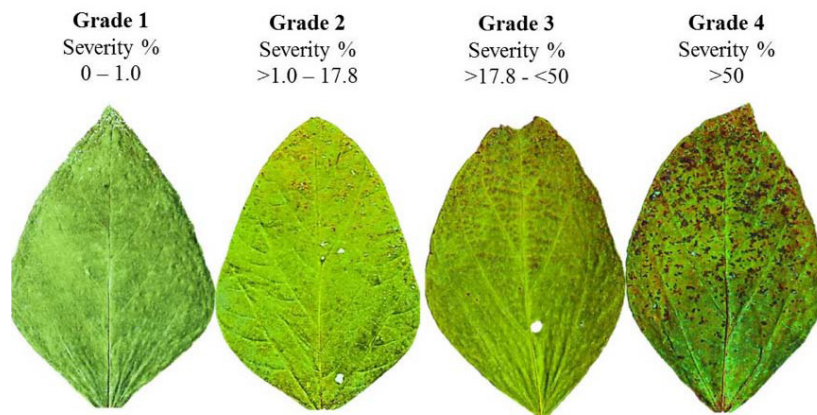 Grade 1
Severity %
0 – 1.0
Grade 2
Severity %
>1.0 – 17.8
Grade 3
Severity %
>17.8 - <50
Grade 4
Severity %
>50